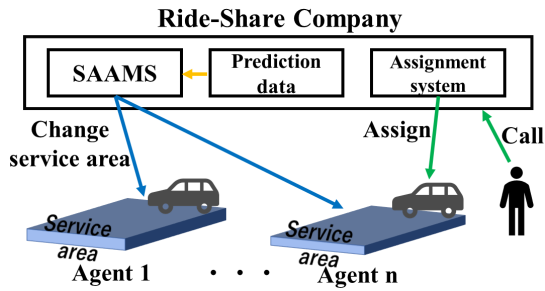 Ride-Share Company
SAAMS
Prediction
data
Assignment
system
Change
service area
Assign
Call
Service
area
Service
area
Agent 1
. . .
Agent n